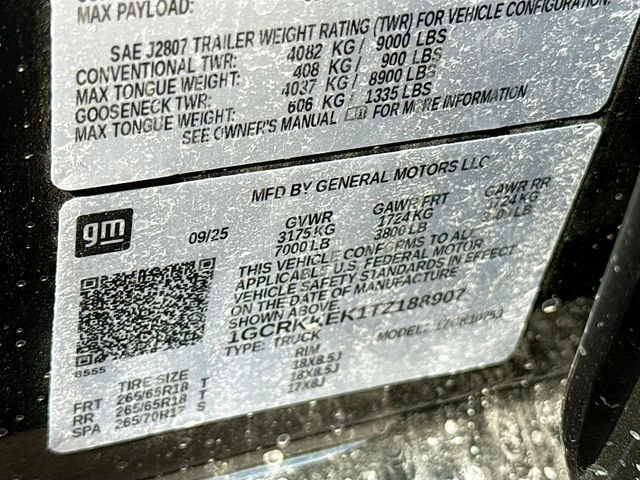 MAX PAYLOAD:
SAE J2807 TRAILER WEIGHT RATING (TWR) FOR VEHICLE CONFIGURATION:
CONVENTIONAL TWR: 4082 KG/ 9000 LBS
MAX TONGUE WEIGHT: 408 KG/ 900 LBS
GOOSENECK TWR: 4037 KG/ 8900 LBS
MAX TONGUE WEIGHT: 606 KG/ 1335 LBS
SEE OWNER'S MANUAL FOR MORE INFORMATION
MFD BY GENERAL MOTORS LLC
gm
09/25
GVWR GAWR FRT GAWR RR
3175 KG 1724 KG 1724 KG
7000 LB 3800 LB LB
THIS VEHICLE CONFORMS TO ALL
APPLICABLE U.S. FEDERAL MOTOR
VEHICLE SAFETY STANDARDS IN EFFECT
ON THE DATE OF MANUFACTURE
SHOWN ABOVE.
TYPE: TRUCK MODEL:
8555
TIRE SIZE RIM
FRT 265/65R18 T 18X8.5J
RR 265/65R18 T 18X8.5J
SPA 265/70R17 S 17X8J